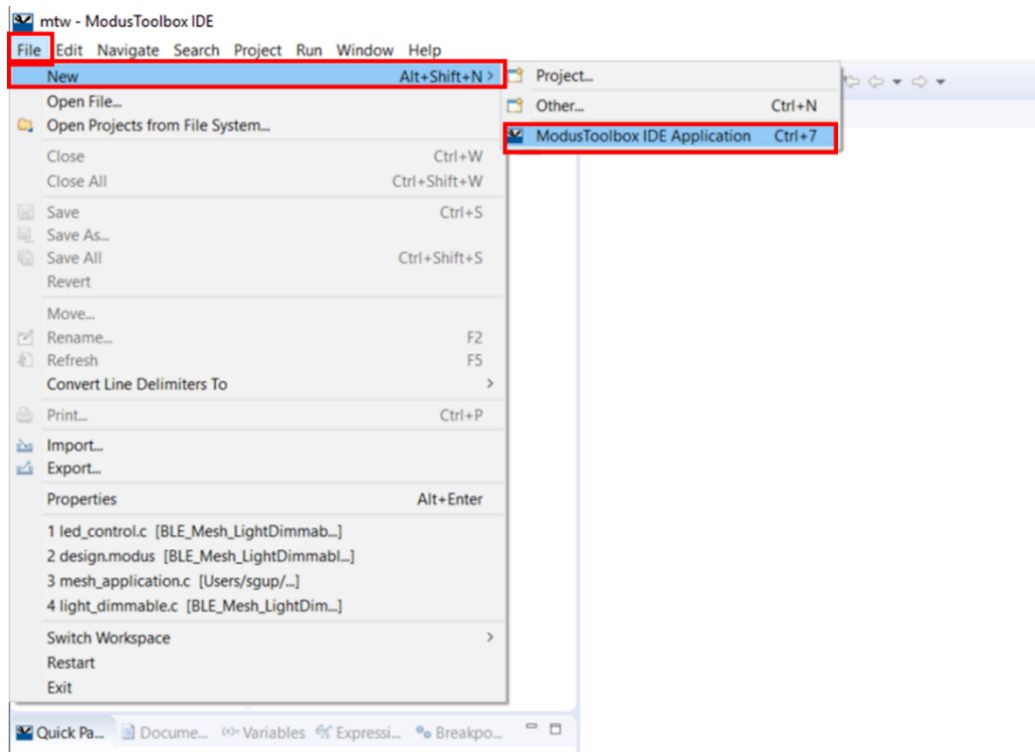 mtw - ModusToolbox IDE
File Edit Navigate Search Project Run Window Help
New Alt+Shift+N >
Project...
Open File...
Other... Ctrl+N
Open Projects from File System...
ModusToolbox IDE Application Ctrl+7
Close Ctrl+W
Close All Ctrl+Shift+W
Save Ctrl+S
Save As...
Save All Ctrl+Shift+S
Revert
Move...
Rename... F2
Refresh F5
Convert Line Delimiters To >
Print... Ctrl+P
Import...
Export...
Properties Alt+Enter
1 led_control.c [BLE_Mesh_LightDimmab...]
2 design.modus [BLE_Mesh_LightDimmabl...]
3 mesh_application.c [Users/sgup/...]
4 light_dimmable.c [BLE_Mesh_LightDim...]
Switch Workspace >
Restart
Exit
Quick Pa... Docume... (x)= Variables Expressi... Breakpo...